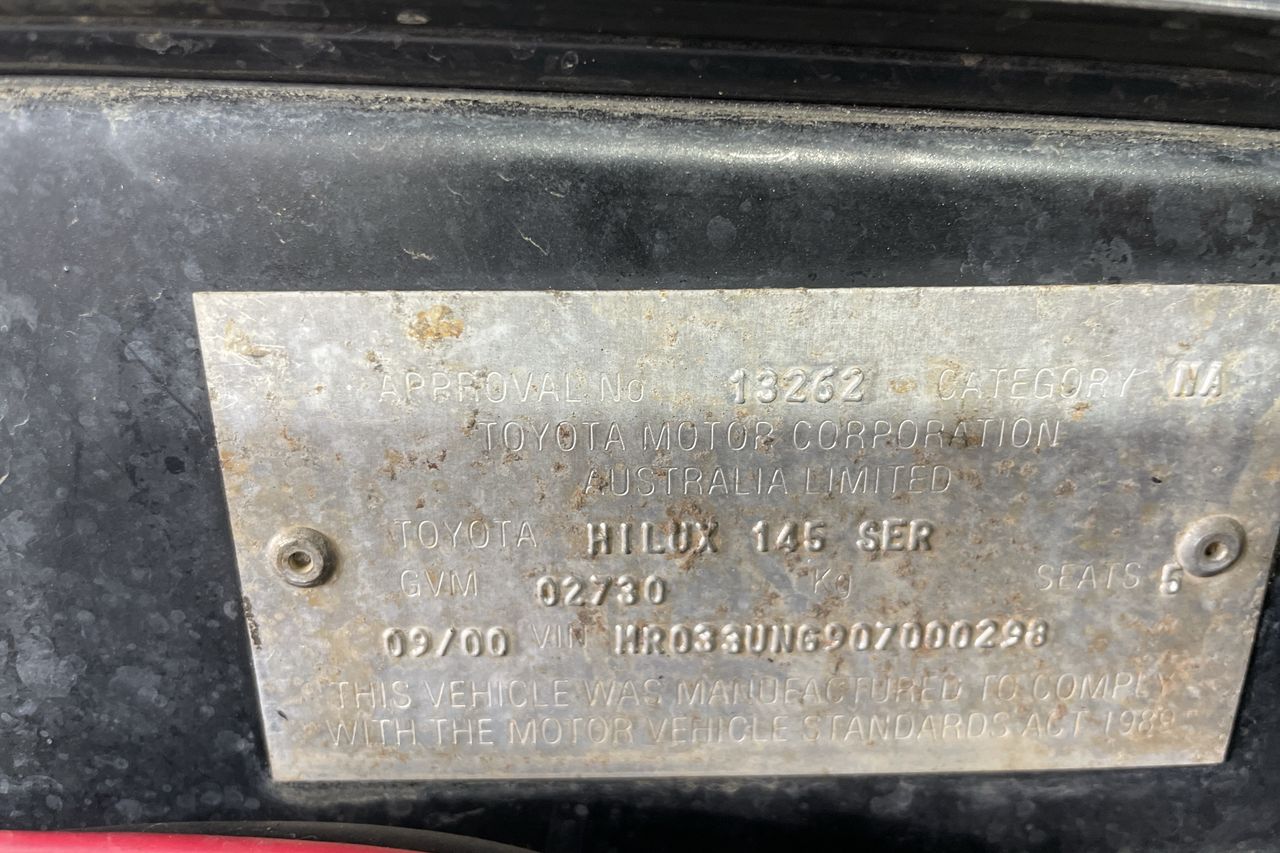 APPROVAL No 13262 CATEGORY NA
TOYOTA MOTOR CORPORATION
AUSTRALIA LIMITED
TOYOTA HILUX 145 SER
GVM 02730 Kg SEATS 5
09/00 VIN MR033UNG907000298
THIS VEHICLE WAS MANUFACTURED TO COMPLY
WITH THE MOTOR VEHICLE STANDARDS ACT 1989